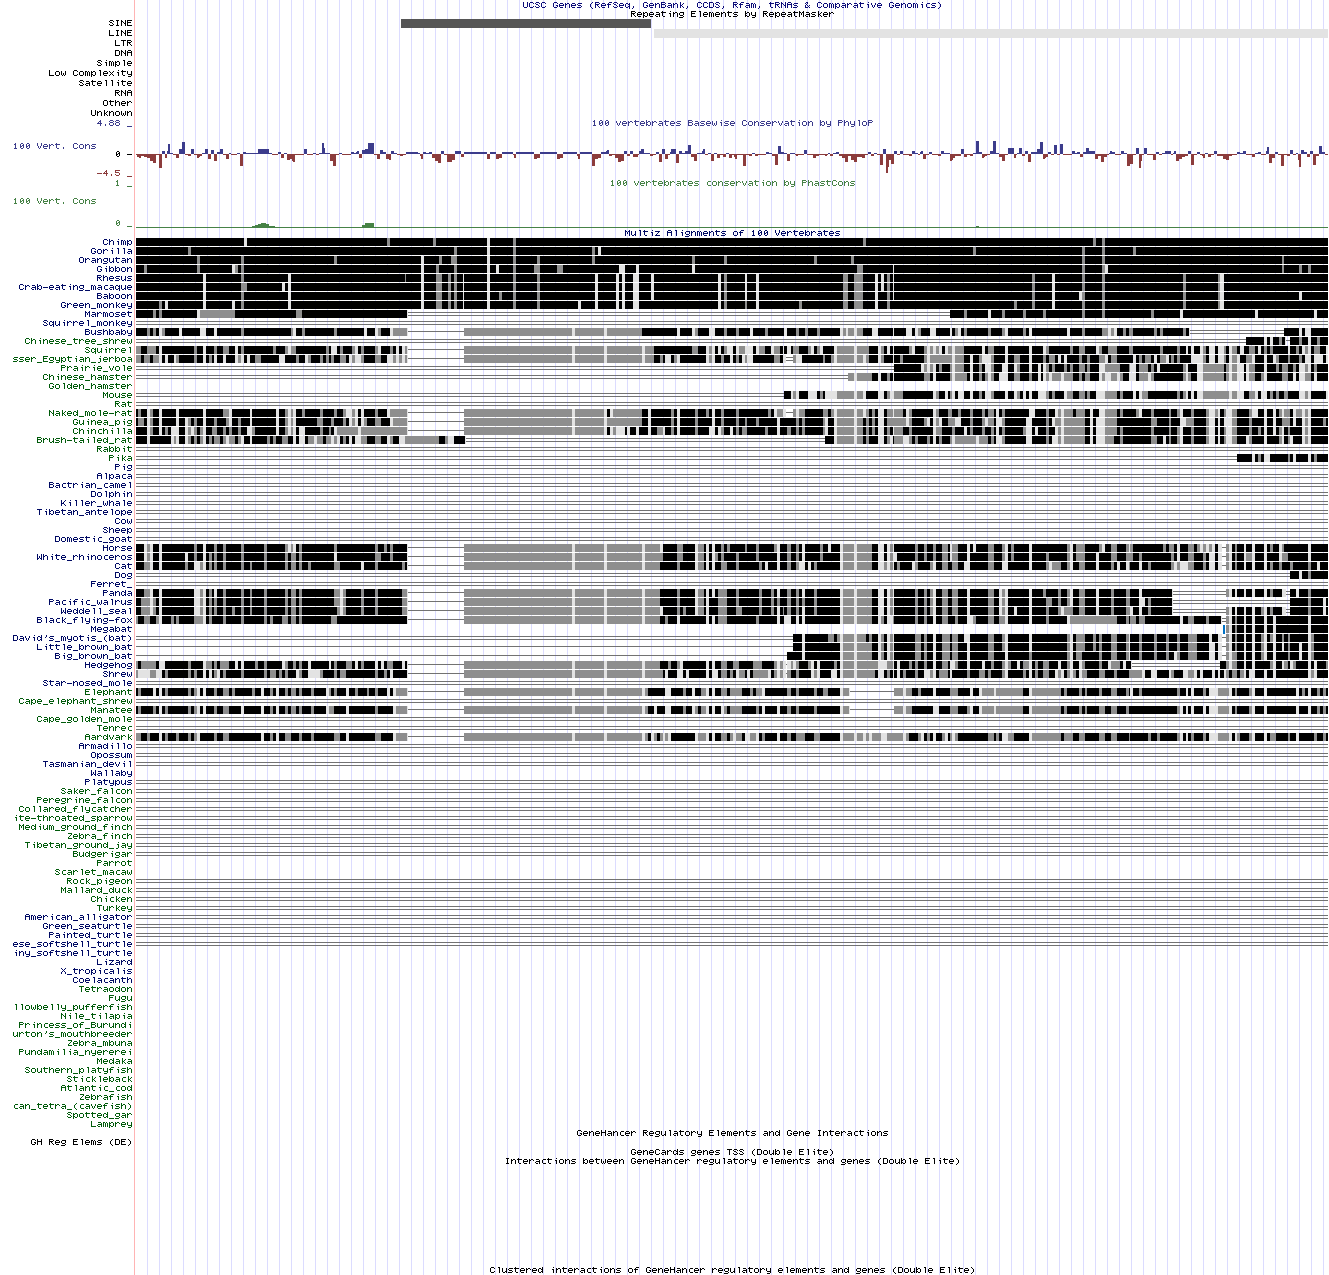 UCSC Genes (RefSeq, GenBank, CCDS, Rfam, tRNAs & Comparative Genomics)
Repeating Elements by RepeatMasker
SINE
LINE
LTR
DNA
Simple
Low Complexity
Satellite
RNA
Other
Unknown
4.88 _
100 vertebrates Basewise Conservation by PhyloP
100 Vert. Cons
0 _
-4.5 _
1 _
100 vertebrates conservation by PhastCons
100 Vert. Cons
0 _
Multiz Alignments of 100 Vertebrates
Chimp
Gorilla
Orangutan
Gibbon
Rhesus
Crab-eating_macaque
Baboon
Green_monkey
Marmoset
Squirrel_monkey
Bushbaby
Chinese_tree_shrew
Squirrel
sser_Egyptian_jerboa
Prairie_vole
Chinese_hamster
Golden_hamster
Mouse
Rat
Naked_mole-rat
Guinea_pig
Chinchilla
Brush-tailed_rat
Rabbit
Pika
Pig
Alpaca
Bactrian_camel
Dolphin
Killer_whale
Tibetan_antelope
Cow
Sheep
Domestic_goat
Horse
White_rhinoceros
Cat
Dog
Ferret_
Panda
Pacific_walrus
Weddell_seal
Black_flying-fox
Megabat
David's_myotis_(bat)
Little_brown_bat
Big_brown_bat
Hedgehog
Shrew
Star-nosed_mole
Elephant
Cape_elephant_shrew
Manatee
Cape_golden_mole
Tenrec
Aardvark
Armadillo
Opossum
Tasmanian_devil
Wallaby
Platypus
Saker_falcon
Peregrine_falcon
Collared_flycatcher
ite-throated_sparrow
Medium_ground_finch
Zebra_finch
Tibetan_ground_jay
Budgerigar
Parrot
Scarlet_macaw
Rock_pigeon
Mallard_duck
Chicken
Turkey
American_alligator
Green_seaturtle
Painted_turtle
ese_softshell_turtle
iny_softshell_turtle
Lizard
X_tropicalis
Coelacanth
Tetraodon
Fugu
llowbelly_pufferfish
Nile_tilapia
Princess_of_Burundi
urton's_mouthbreeder
Zebra_mbuna
Pundamilia_nyererei
Medaka
Southern_platyfish
Stickleback
Atlantic_cod
Zebrafish
can_tetra_(cavefish)
Spotted_gar
Lamprey
GeneHancer Regulatory Elements and Gene Interactions
GH Reg Elems (DE)
GeneCards genes TSS (Double Elite)
Interactions between GeneHancer regulatory elements and genes (Double Elite)
Clustered interactions of GeneHancer regulatory elements and genes (Double Elite)